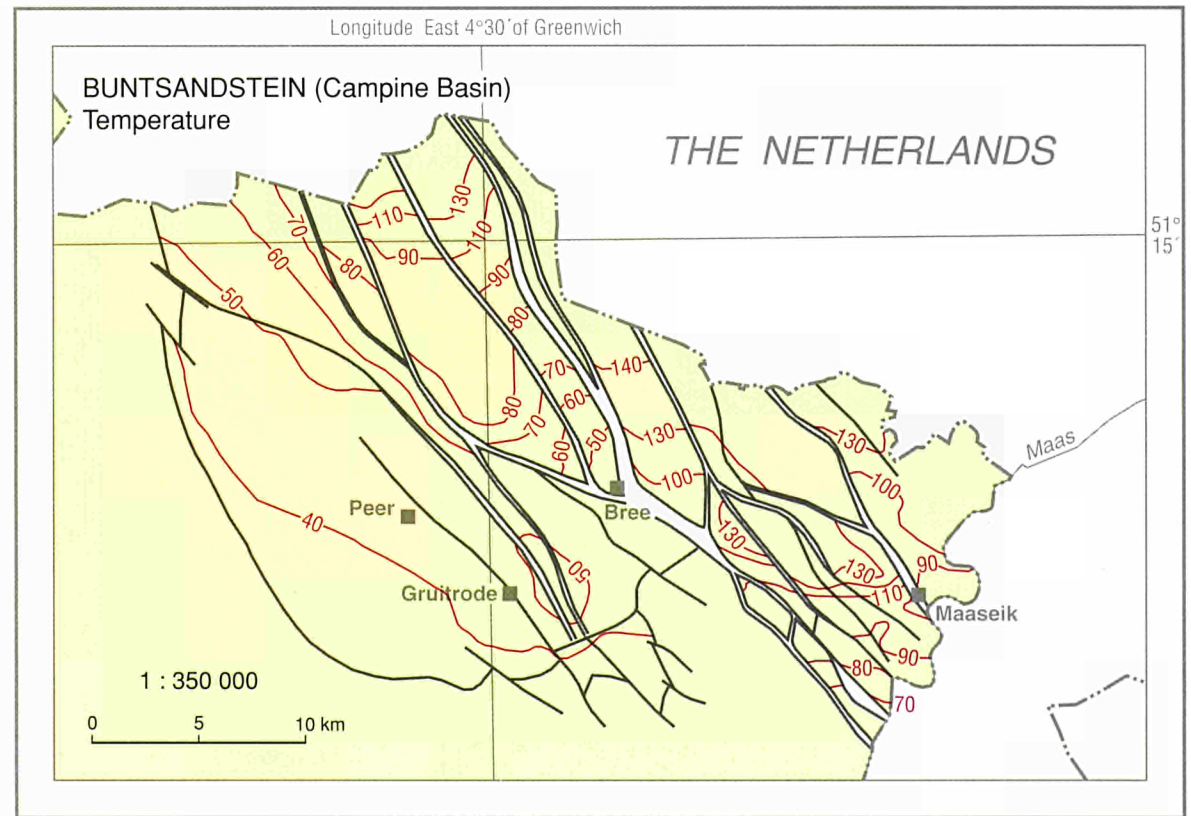 Longitude East 4°30´of Greenwich
BUNTSANDSTEIN (Campine Basin)
Temperature
THE NETHERLANDS
51°
15´
130
110
110
70
60
90
80
90
50
80
70
140
60
80
70
130
50
60
130
100
100
Maas
Bree
Peer
40
130
50
130
90
Gruitrode
110
Maaseik
90
80
70
1 : 350 000
0 5 10 km